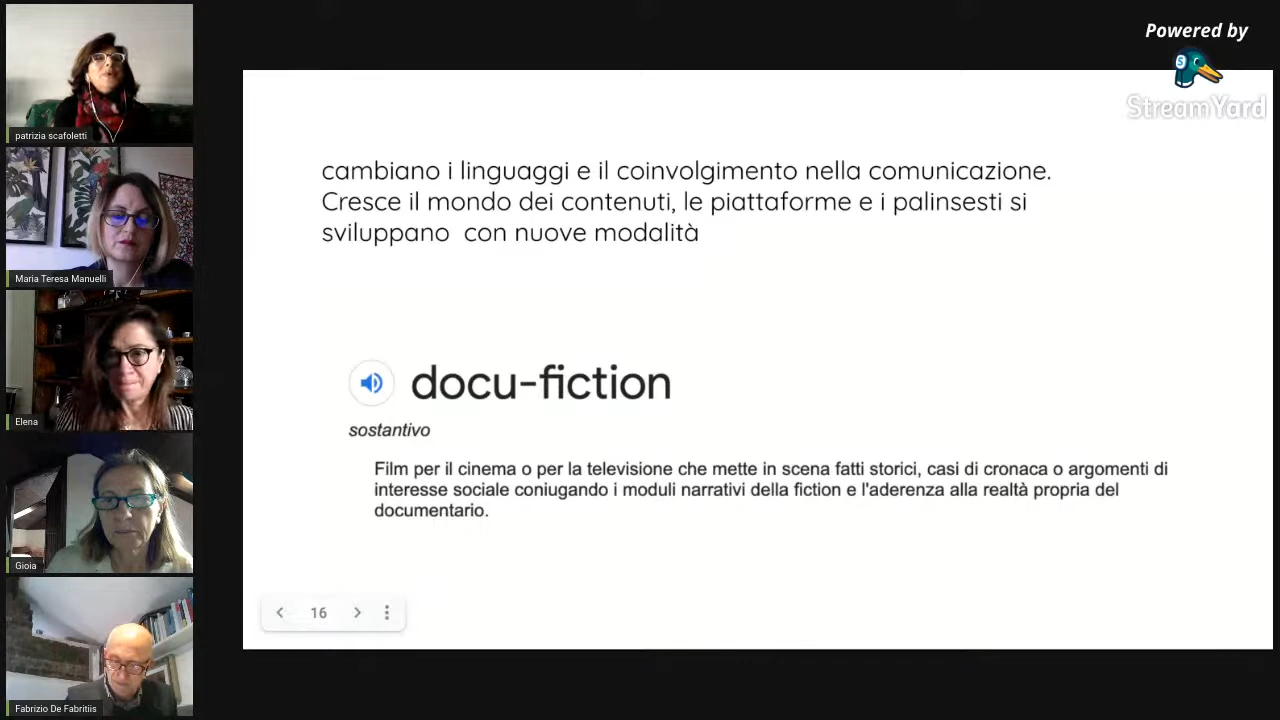 Powered by
StreamYard
patrizia scafoletti
Maria Teresa Manuelli
Elena
Gioia
Fabrizio De Fabritiis
cambiano i linguaggi e il coinvolgimento nella comunicazione.
Cresce il mondo dei contenuti, le piattaforme e i palinsesti si
sviluppano con nuove modalità
docu-fiction
sostantivo
Film per il cinema o per la televisione che mette in scena fatti storici, casi di cronaca o argomenti di
interesse sociale coniugando i moduli narrativi della fiction e l'aderenza alla realtà propria del
documentario.
16